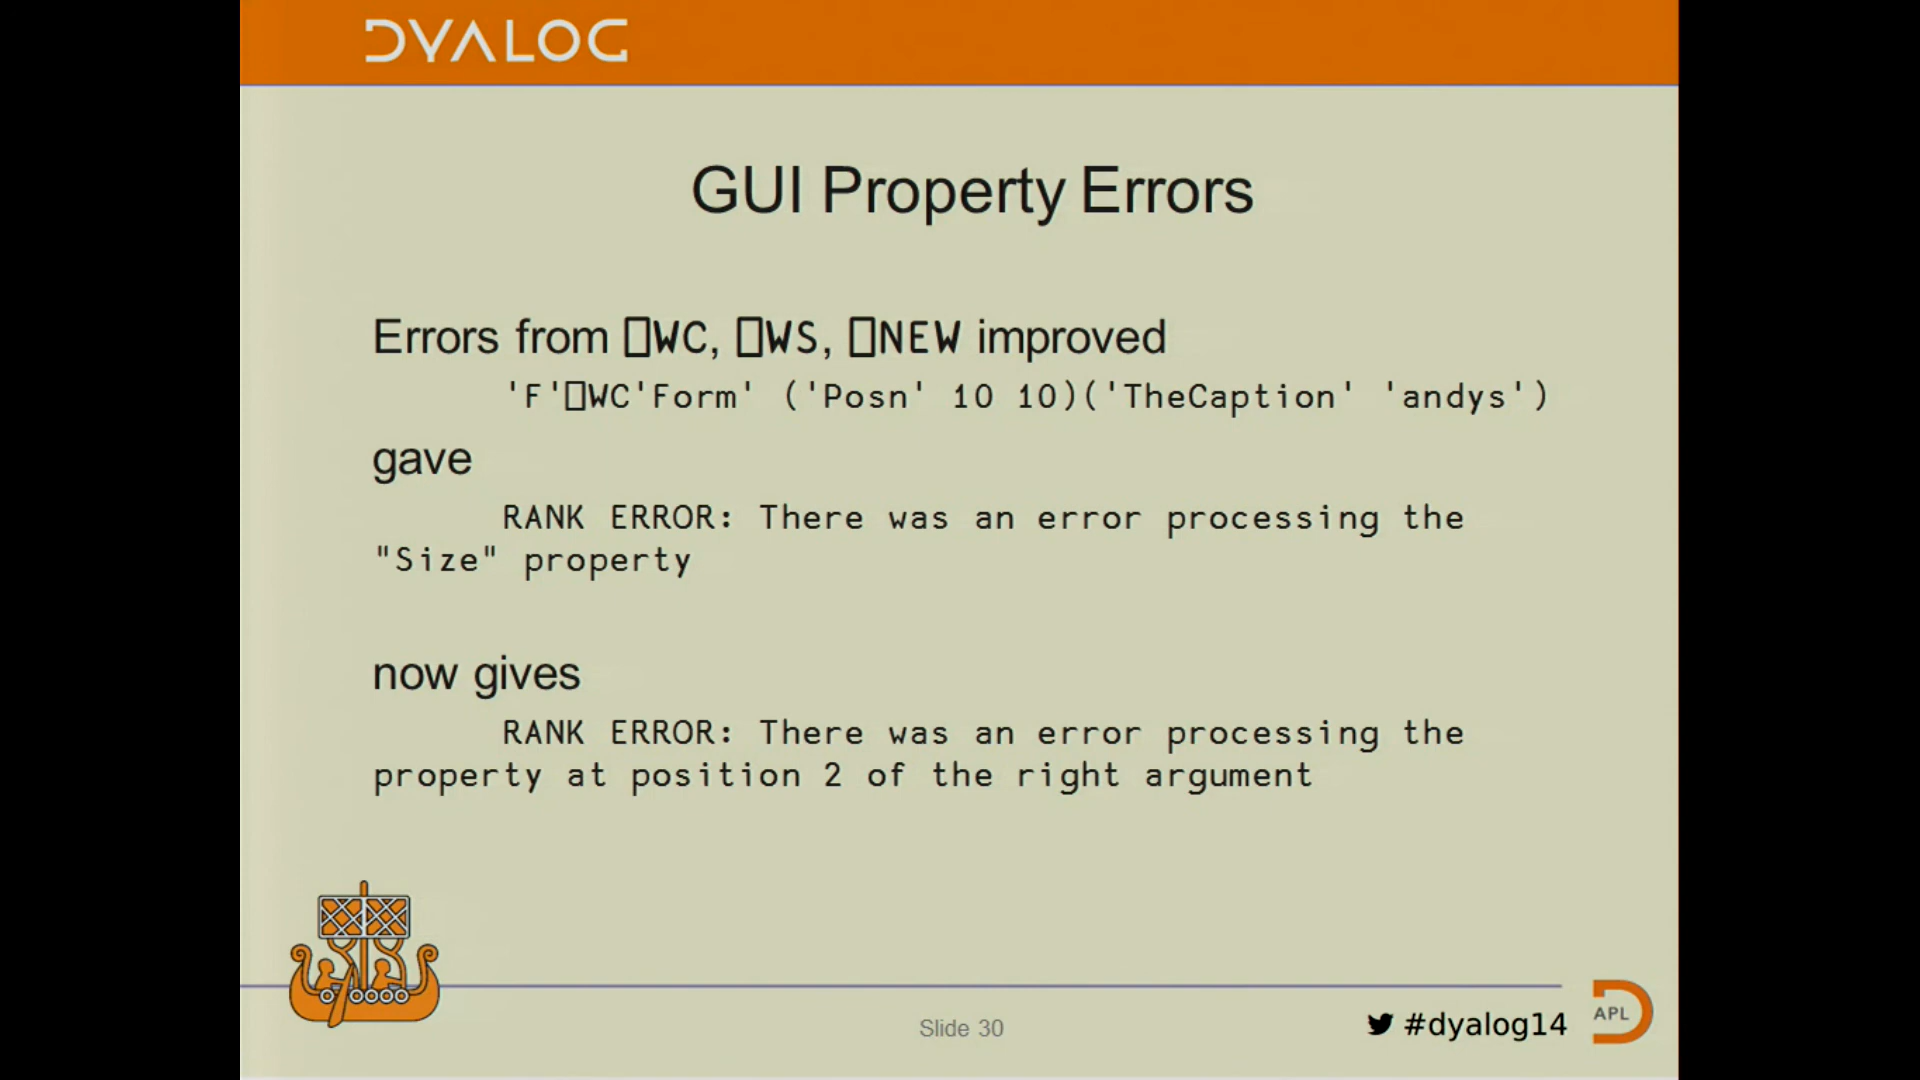 DYALOG
GUI Property Errors
Errors from ⎕WC, ⎕WS, ⎕NEW improved
'F'⎕WC'Form' ('Posn' 10 10)('TheCaption' 'andys')
gave
RANK ERROR: There was an error processing the
"Size" property
now gives
RANK ERROR: There was an error processing the
property at position 2 of the right argument
Slide 30
#dyalog14
APL